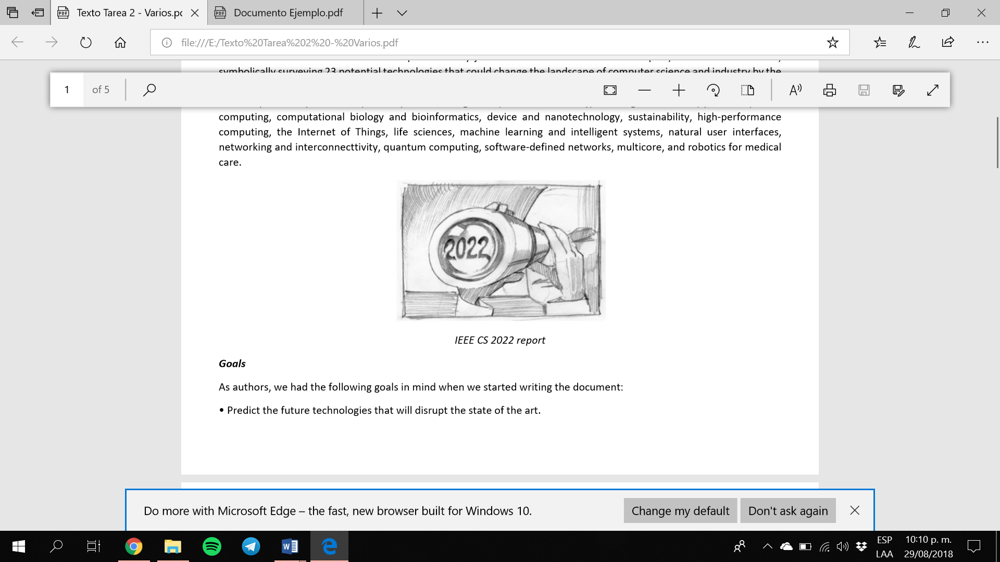 Texto Tarea 2 - Varios.pd
Documento Ejemplo.pdf
file:///E:/Texto%20Tarea%202%20-%20Varios.pdf
symbolically surveying 23 potential technologies that could change the landscape of computer science and industry by the
1 of 5
computing, computational biology and bioinformatics, device and nanotechnology, sustainability, high-performance
computing, the Internet of Things, life sciences, machine learning and intelligent systems, natural user interfaces,
networking and interconnecttivity, quantum computing, software-defined networks, multicore, and robotics for medical
care.
2022
IEEE CS 2022 report
Goals
As authors, we had the following goals in mind when we started writing the document:
• Predict the future technologies that will disrupt the state of the art.
Do more with Microsoft Edge – the fast, new browser built for Windows 10.
Change my default
Don't ask again
ESP
LAA
10:10 p. m.
29/08/2018